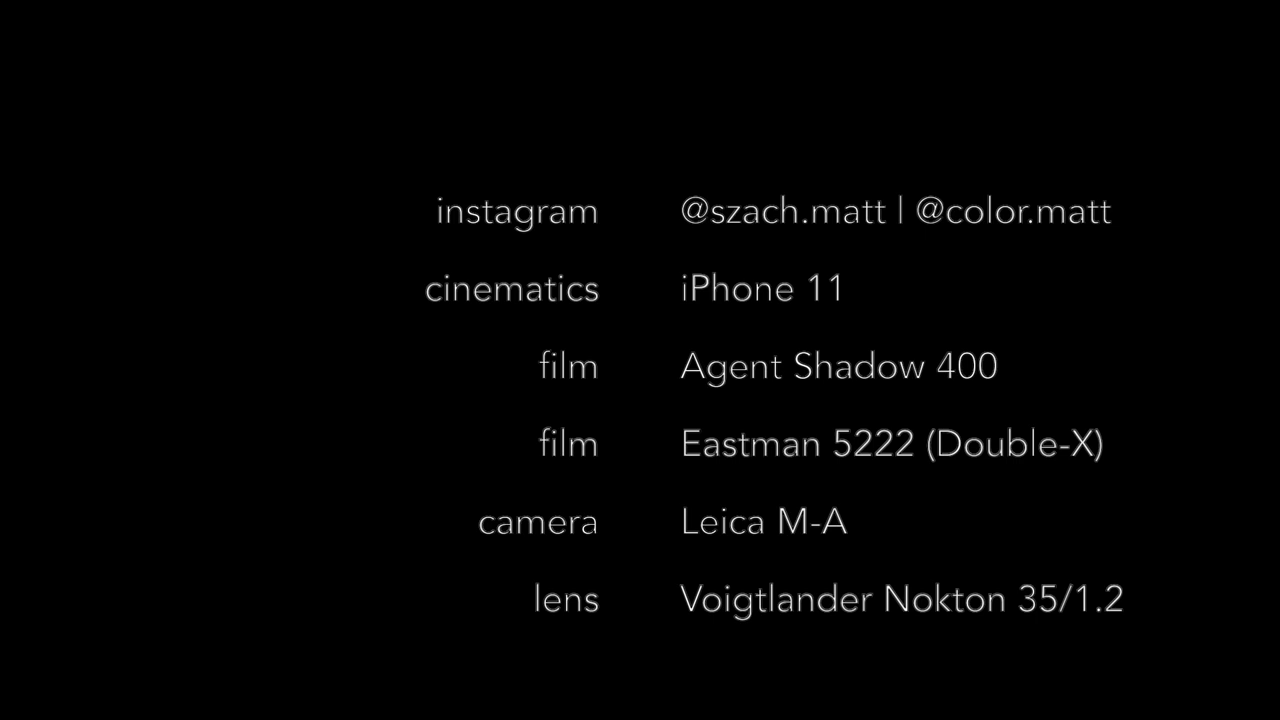 instagram @szach.matt | @color.matt
cinematics iPhone 11
film Agent Shadow 400
film Eastman 5222 (Double-X)
camera Leica M-A
lens Voigtlander Nokton 35/1.2